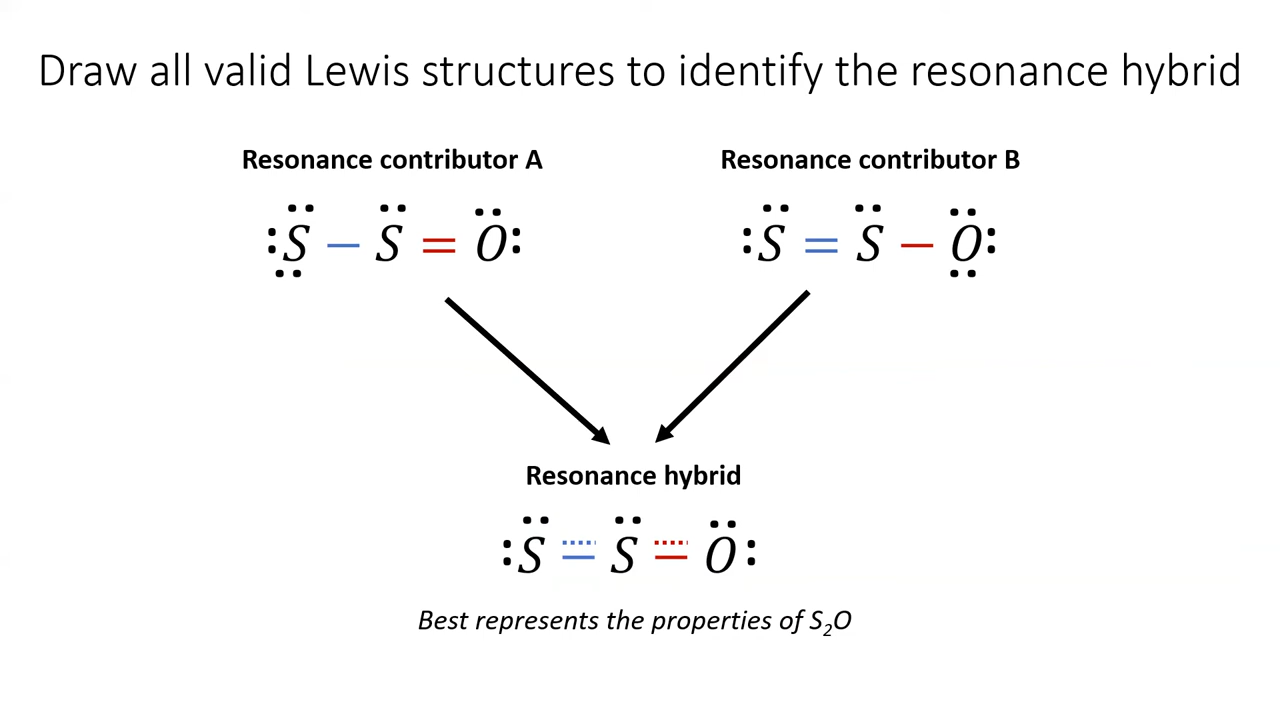 Draw all valid Lewis structures to identify the resonance hybrid
Resonance contributor A
Resonance contributor B
S − S = O
S = S − O
Resonance hybrid
S = S = O
Best represents the properties of S₂O